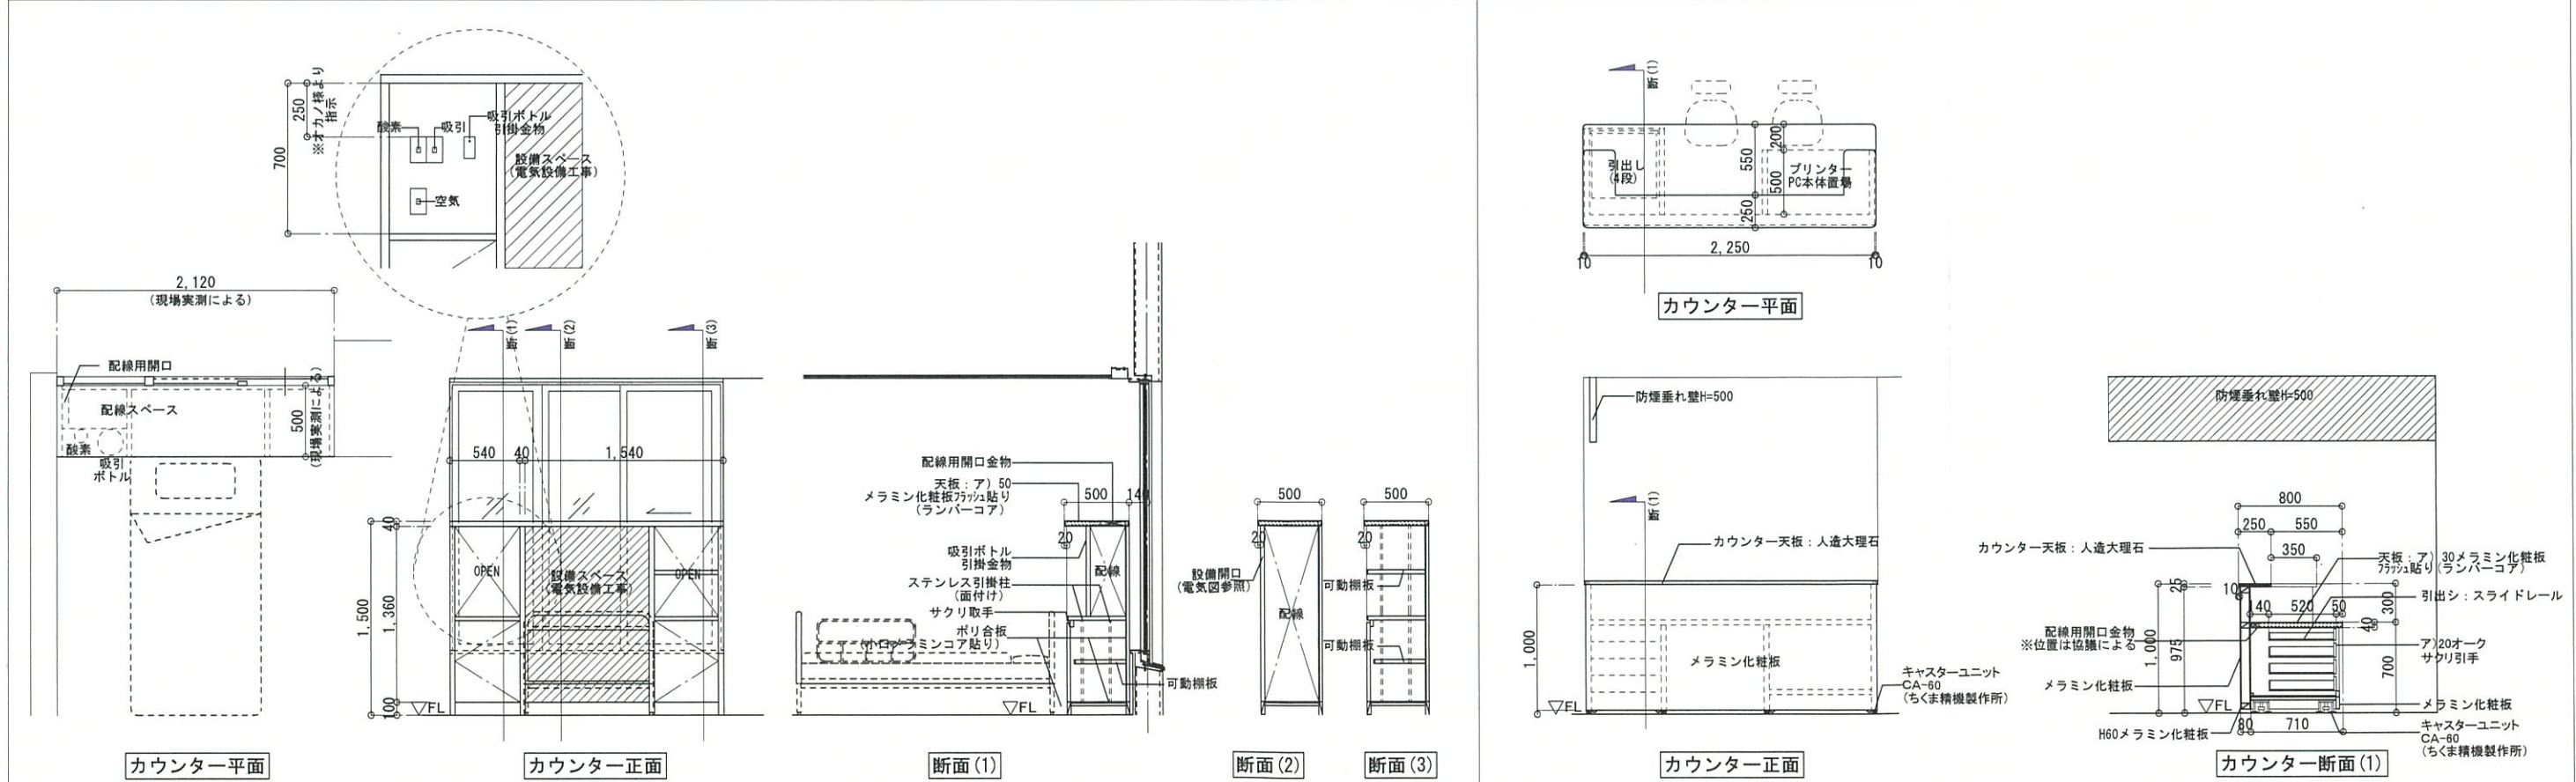 250
※オカノ様より
指示
700
酸素
吸引
吸引ボトル
引掛金物
設備スペース
(電気設備工事)
空気
2,120
(現場実測による)
配線用開口
配線スペース
500
(現場実測による)
酸素
吸引
ボトル
カウンター平面
断(1)
断(2)
断(3)
540
40
1,540
OPEN
設備スペース
(電気設備工事)
OPEN
40
1,500
1,360
100
▽FL
カウンター正面
配線用開口金物
天板：ア）50
メラミン化粧板フラッシュ貼り
(ランバーコア)
500
140
20
吸引ボトル
引掛金物
配線
ステンレス引掛柱
(面付け)
サクリ取手
ポリ合板
可動棚板
▽FL
断面(1)
500
20
設備開口
(電気図参照)
配線
断面(2)
500
20
可動棚板
可動棚板
断面(3)
断(1)
引出し
(4段)
550
200
500
250
プリンター
PC本体置場
2,250
10
10
カウンター平面
防煙垂れ壁H=500
断(1)
カウンター天板：人造大理石
1,000
メラミン化粧板
キャスターユニット
CA-60
(ちくま精機製作所)
▽FL
カウンター正面
防煙垂れ壁H=500
800
250
550
350
カウンター天板：人造大理石
天板：ア）30メラミン化粧板
フラッシュ貼り(ランバーコア)
25
10
引出シ：スライドレール
140
520
50
300
40
配線用開口金物
※位置は協議による
1,000
975
ア)20オーク
サクリ引手
700
メラミン化粧板
▽FL
メラミン化粧板
80
710
H60メラミン化粧板
キャスターユニット
CA-60
(ちくま精機製作所)
カウンター断面(1)